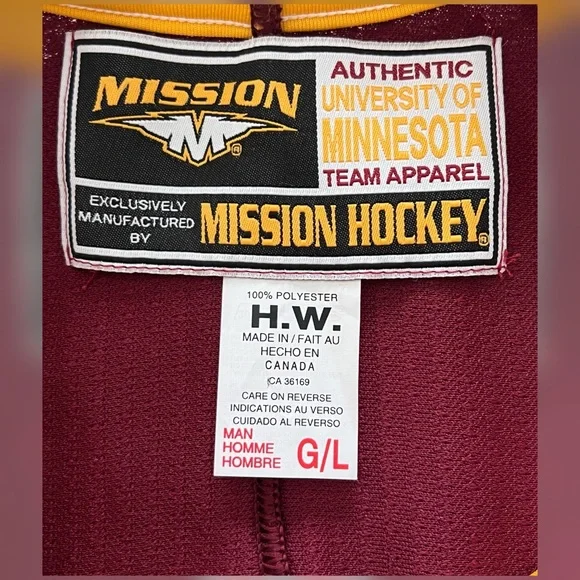 MISSION
M®
AUTHENTIC
UNIVERSITY OF
MINNESOTA
TEAM APPAREL
EXCLUSIVELY
MANUFACTURED
BY
MISSION HOCKEY®
100% POLYESTER
H.W.
MADE IN / FAIT AU
HECHO EN
CANADA
CA 36169
CARE ON REVERSE
INDICATIONS AU VERSO
CUIDADO AL REVERSO
MAN
HOMME
HOMBRE
G/L